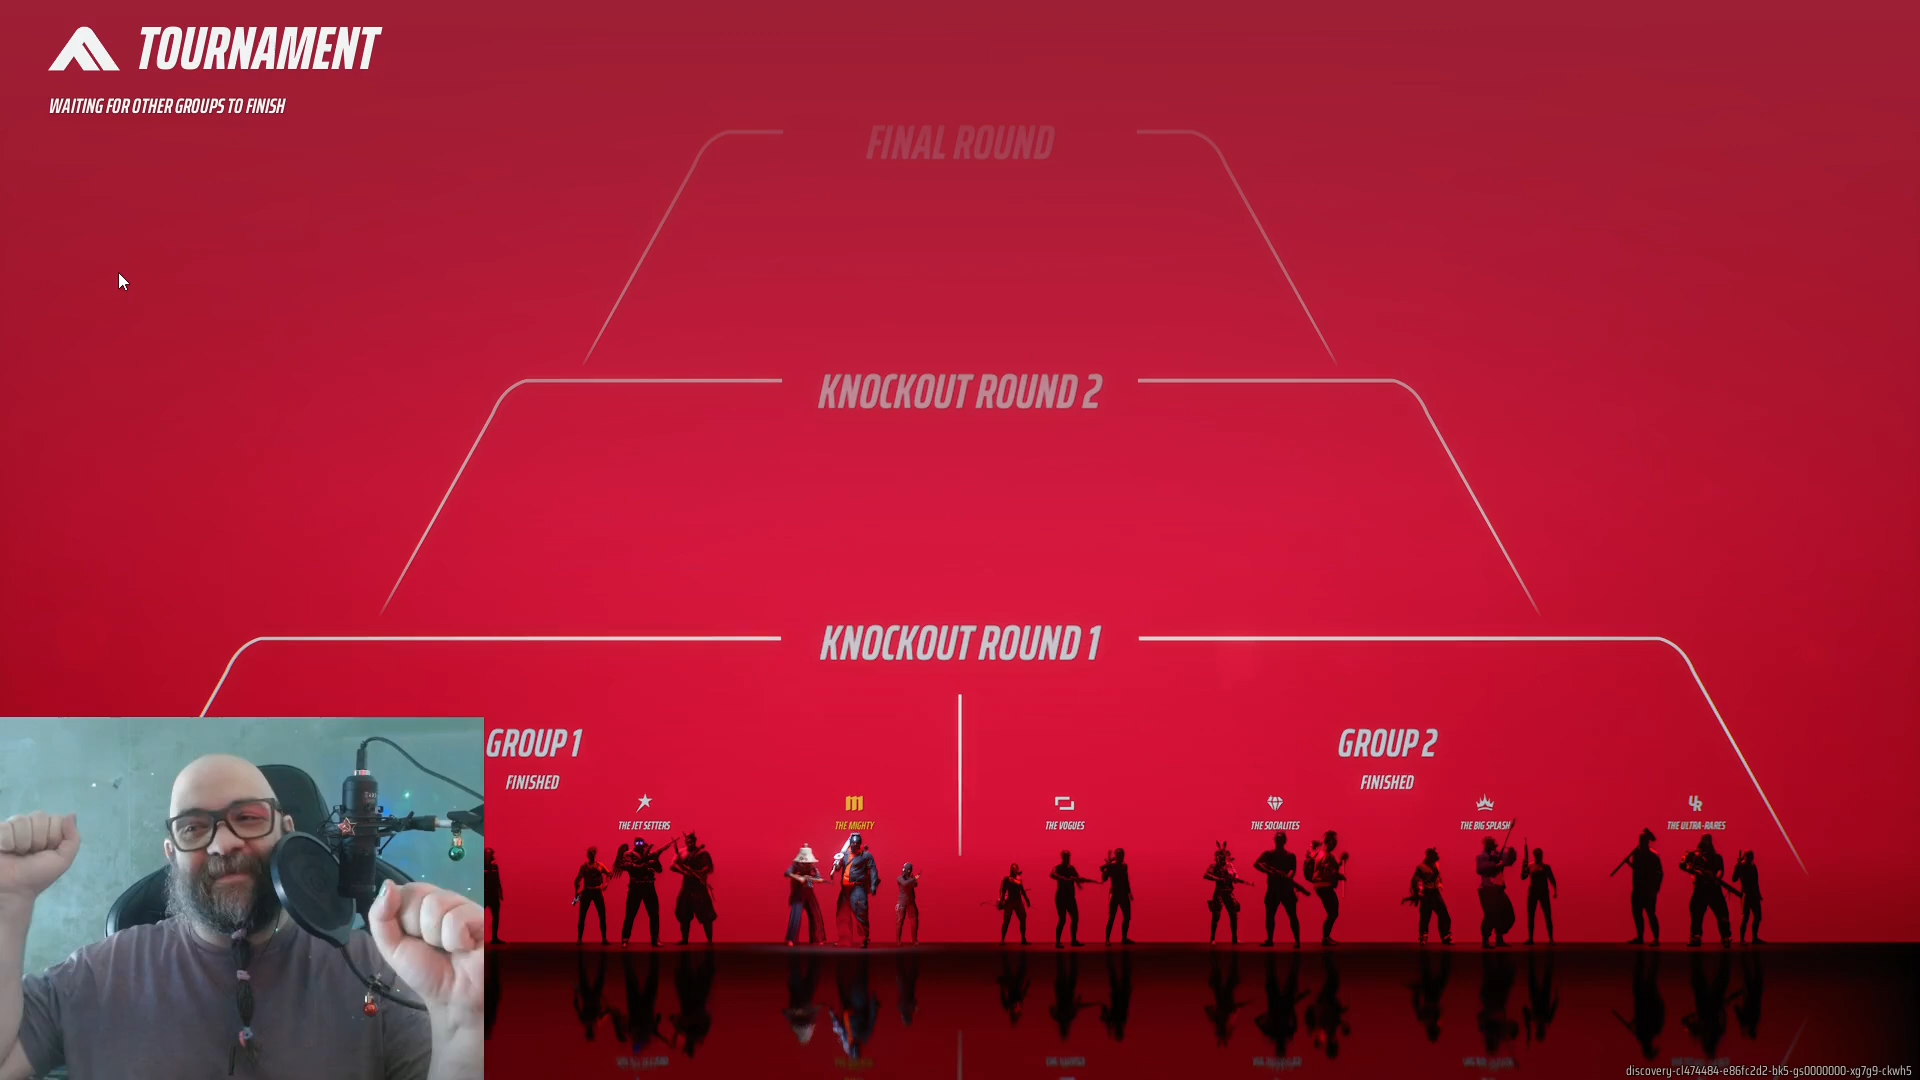 TOURNAMENT
WAITING FOR OTHER GROUPS TO FINISH
FINAL ROUND
KNOCKOUT ROUND 2
KNOCKOUT ROUND 1
GROUP 1
FINISHED
GROUP 2
FINISHED
THE JET SETTERS
THE MIGHTY
THE VOGUES
THE SOCIALITES
THE BIG SPLASH
UR
THE ULTRA-RARES
discovery-cl474484-e86fc2d2-bk5-gs0000000-xg7g9-ckwh5